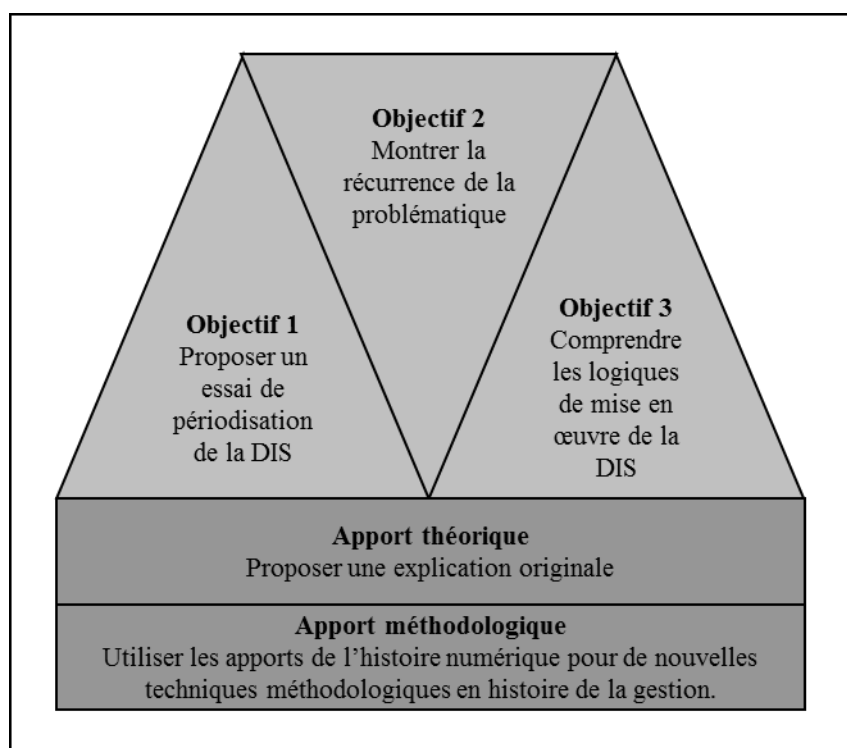 Objectif 1
Proposer un
essai de
périodisation
de la DIS
Objectif 2
Montrer la
récurrence de la
problématique
Objectif 3
Comprendre
les logiques
de mise en
œuvre de la
DIS
Apport théorique
Proposer une explication originale
Apport méthodologique
Utiliser les apports de l’histoire numérique pour de nouvelles
techniques méthodologiques en histoire de la gestion.